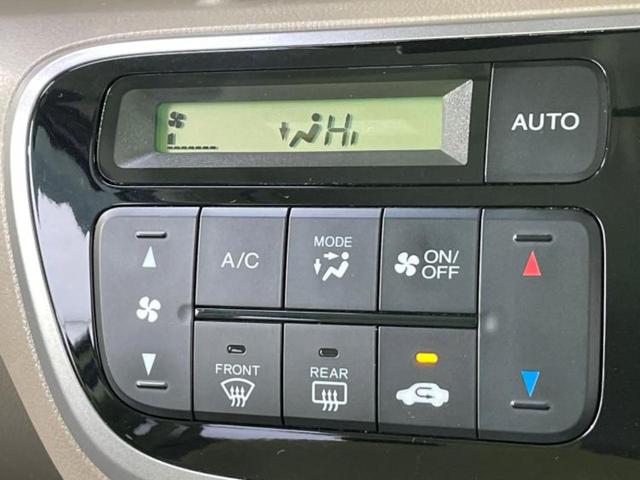 Hi
AUTO
A/C
MODE
ON/
OFF
FRONT
REAR